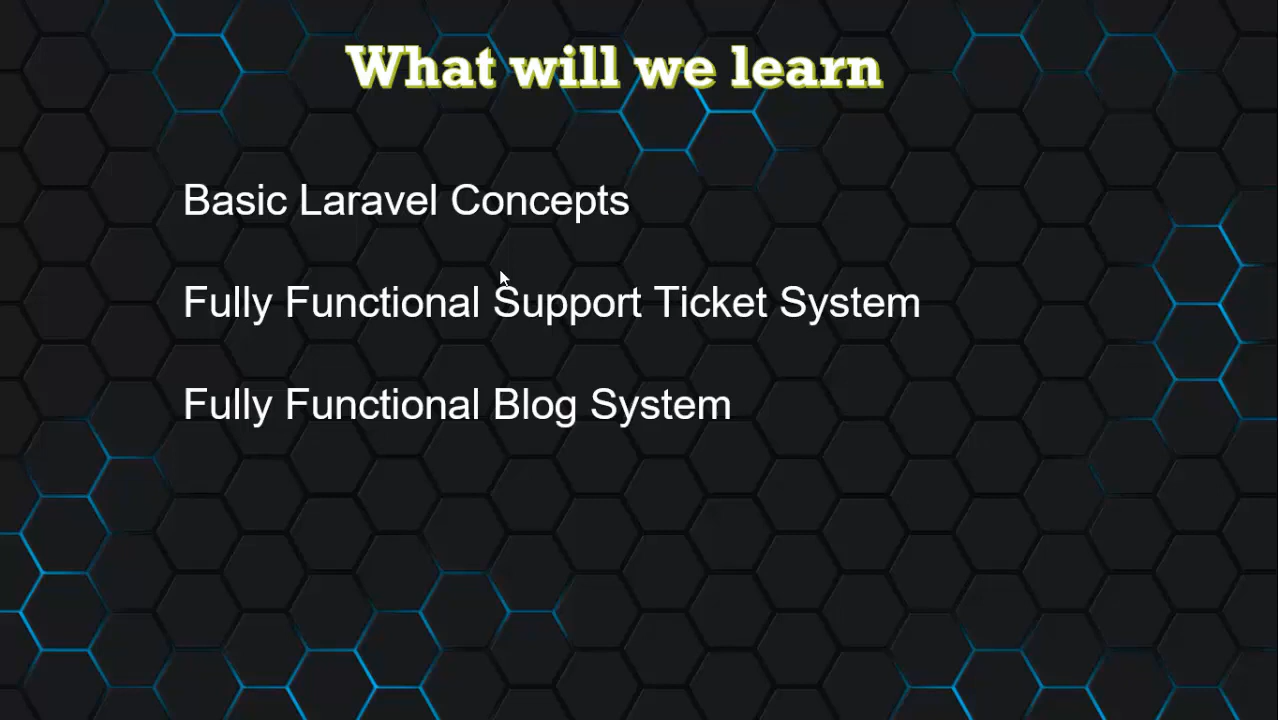 What will we learn
Basic Laravel Concepts
Fully Functional Support Ticket System
Fully Functional Blog System